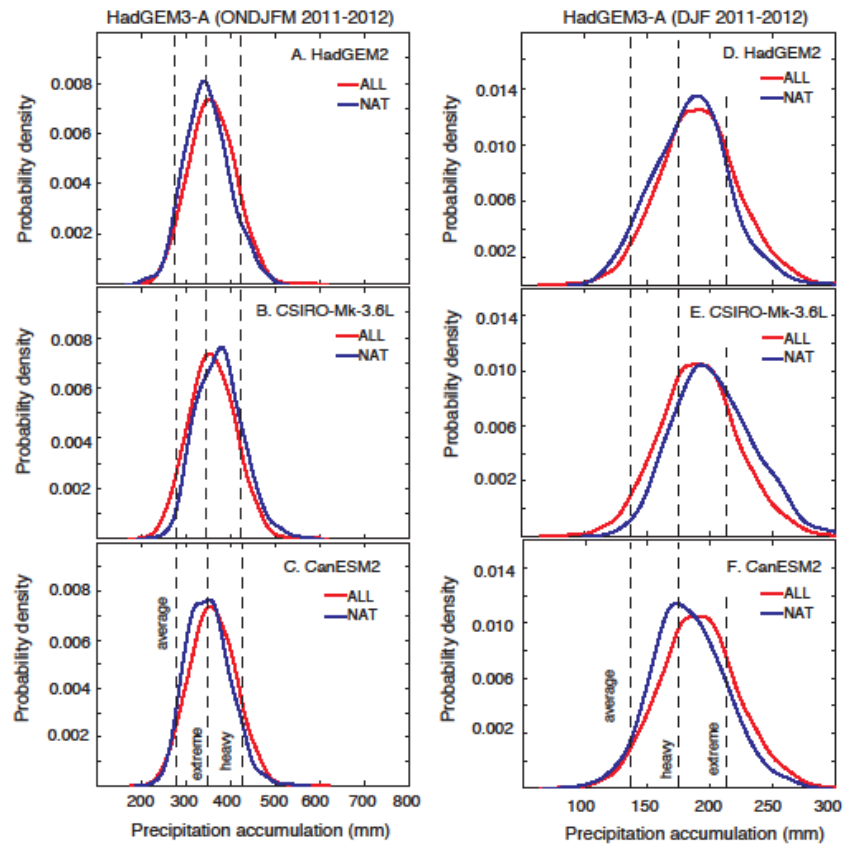 HadGEM3-A (ONDJFM 2011-2012)
HadGEM3-A (DJF 2011-2012)
A. HadGEM2
ALL
NAT
Probability density
0.008
0.006
0.004
0.002
B. CSIRO-Mk-3.6L
ALL
NAT
Probability density
0.008
0.006
0.004
0.002
C. CanESM2
ALL
NAT
average
extreme
heavy
Probability density
0.008
0.006
0.004
0.002
200 300 400 500 600 700 800
Precipitation accumulation (mm)
D. HadGEM2
ALL
NAT
Probability density
0.014
0.010
0.006
0.002
E. CSIRO-Mk-3.6L
ALL
NAT
Probability density
0.014
0.010
0.006
0.002
F. CanESM2
ALL
NAT
average
heavy
extreme
Probability density
0.014
0.010
0.006
0.002
100 150 200 250 300
Precipitation accumulation (mm)